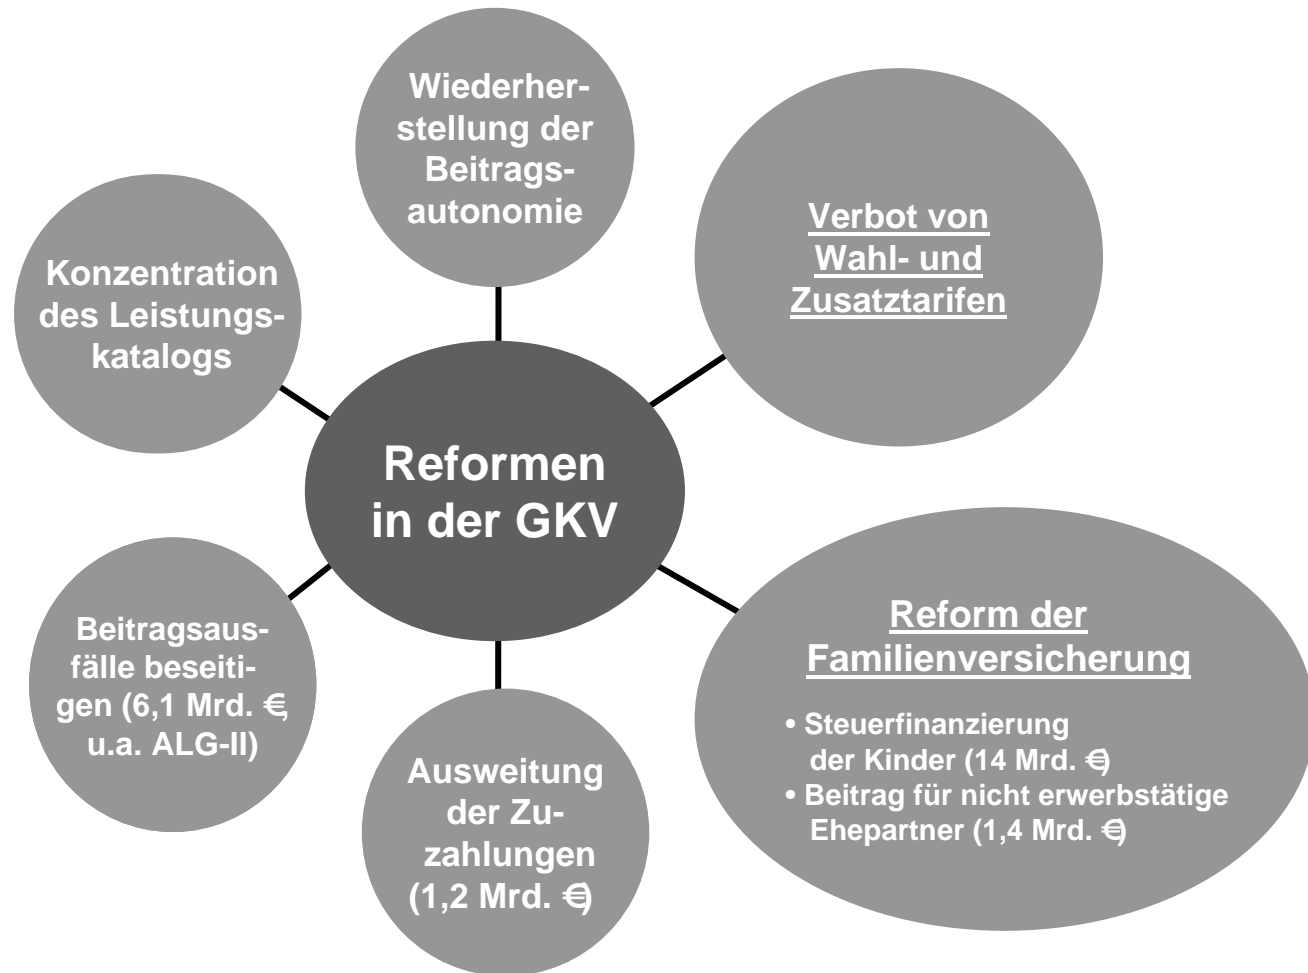 Wiederher-
stellung der
Beitrags-
autonomie
Verbot von
Wahl- und
Zusatztarifen
Konzentration
des Leistungs-
katalogs
Reformen
in der GKV
Beitragsaus-
fälle beseiti-
gen (6,1 Mrd. €,
u.a. ALG-II)
Reform der
Familienversicherung
• Steuerfinanzierung
der Kinder (14 Mrd. €)
• Beitrag für nicht erwerbstätige
Ehepartner (1,4 Mrd. €)
Ausweitung
der Zu-
zahlungen
(1,2 Mrd. €)